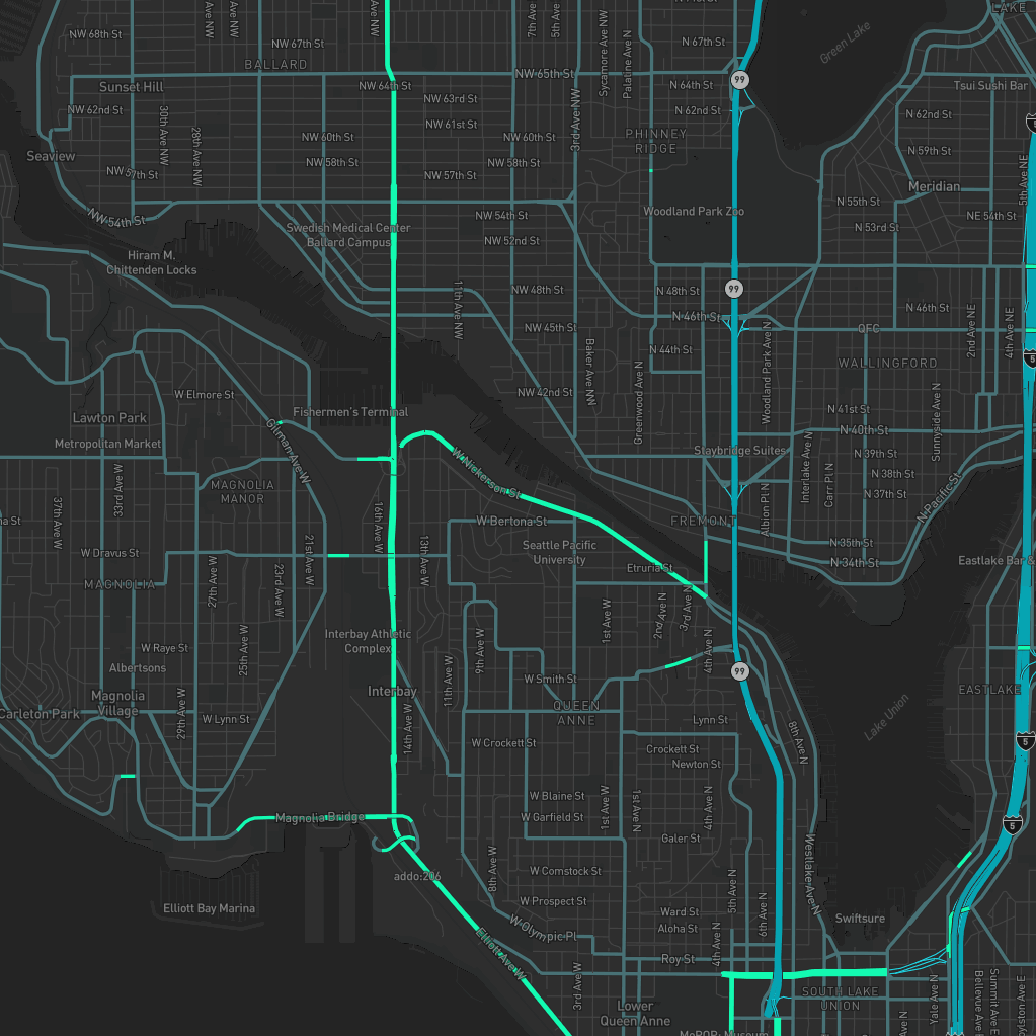 NW 68th St
NW 67th St
BALLARD
7th Ave
5th Ave
Sycamore Ave NW
Palatine Ave N
N 67th St
Green Lake
LAKE
NW 65th St
99
Sunset Hill
NW 64th St
N 64th St
Tsui Sushi Bar
NW 63rd St
NW 62nd St
N 62nd St
N 62nd St
30th Ave NW
28th Ave NW
NW 61st St
3rd Ave NW
PHINNEY
RIDGE
NW 60th St
NW 60th St
N 59th St
Seaview
NW 58th St
NW 58th St
NW 57th St
NW 57th St
Meridian
5th Ave NE
NW 54th St
Swedish Medical Center
Ballard Campus
NW 54th St
Woodland Park Zoo
N 55th St
NE 54th St
N 53rd St
NW 52nd St
Hiram M.
Chittenden Locks
11th Ave NW
NW 48th St
N 48th St
99
N 46th St
2nd Ave NE
4th Ave NE
N 46th St
NW 45th St
QFC
Baker Ave NW
N 44th St
Woodland Park Ave N
WALLINGFORD
5
W Elmore St
NW 42nd St
Greenwood Ave N
Sunnyside Ave N
Lawton Park
Fishermen's Terminal
N 41st St
Gilman Ave W
N 40th St
Metropolitan Market
Staybridge Suites
W Nickerson St
Interlake Ave N
Carr Pl N
N 39th St
N 38th St
33rd Ave W
MAGNOLIA
MANOR
N 37th St
N Pacific St
37th Ave W
16th Ave W
W Bertona St
FREMONT
Albion Pl N
W Dravus St
21st Ave W
13th Ave W
Seattle Pacific
University
N 35th St
N 34th St
Eastlake Bar &
Etruria St
MAGNOLIA
27th Ave W
23rd Ave W
1st Ave W
2nd Ave N
3rd Ave N
Interbay Athletic
Complex
W Raye St
25th Ave W
9th Ave W
4th Ave N
Albertsons
99
11th Ave W
W Smith St
Magnolia
Village
29th Ave W
Interbay
EASTLAKE
Carleton Park
W Lynn St
14th Ave W
QUEEN
ANNE
Lynn St
8th Ave N
Lake Union
W Crockett St
Crockett St
Newton St
5
W Blaine St
1st Ave W
1st Ave N
4th Ave N
Magnolia Bridge
W Garfield St
5
Galer St
Westlake Ave N
8th Ave W
addo:206
W Comstock St
5th Ave N
6th Ave N
Elliott Bay Marina
W Prospect St
Ward St
Swiftsure
W Olympic Pl
Aloha St
Elliott Ave W
4th Ave N
Roy St
3rd Ave W
SOUTH LAKE
UNION
Yale Ave N
Bellevue Ave
Summit Ave E
Lower
Queen Anne
MoPOP: Museum